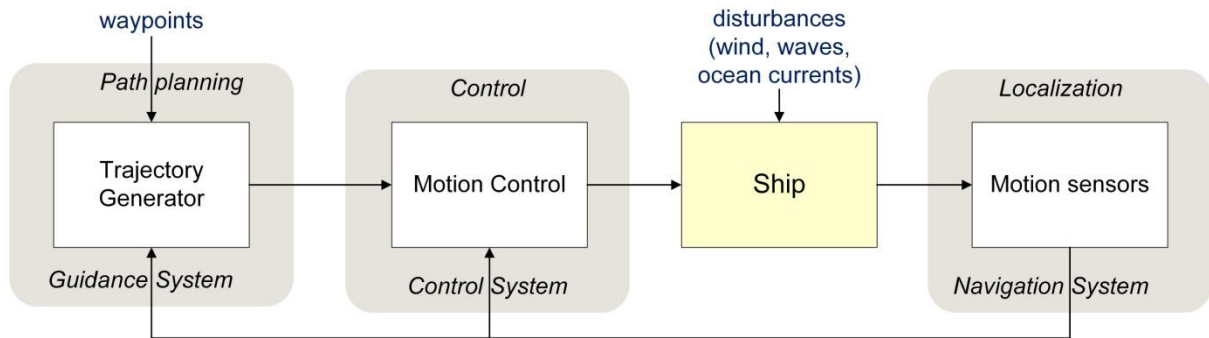 waypoints
disturbances
(wind, waves,
ocean currents)
Path planning
Control
Localization
Trajectory
Generator
Motion Control
Ship
Motion sensors
Guidance System
Control System
Navigation System